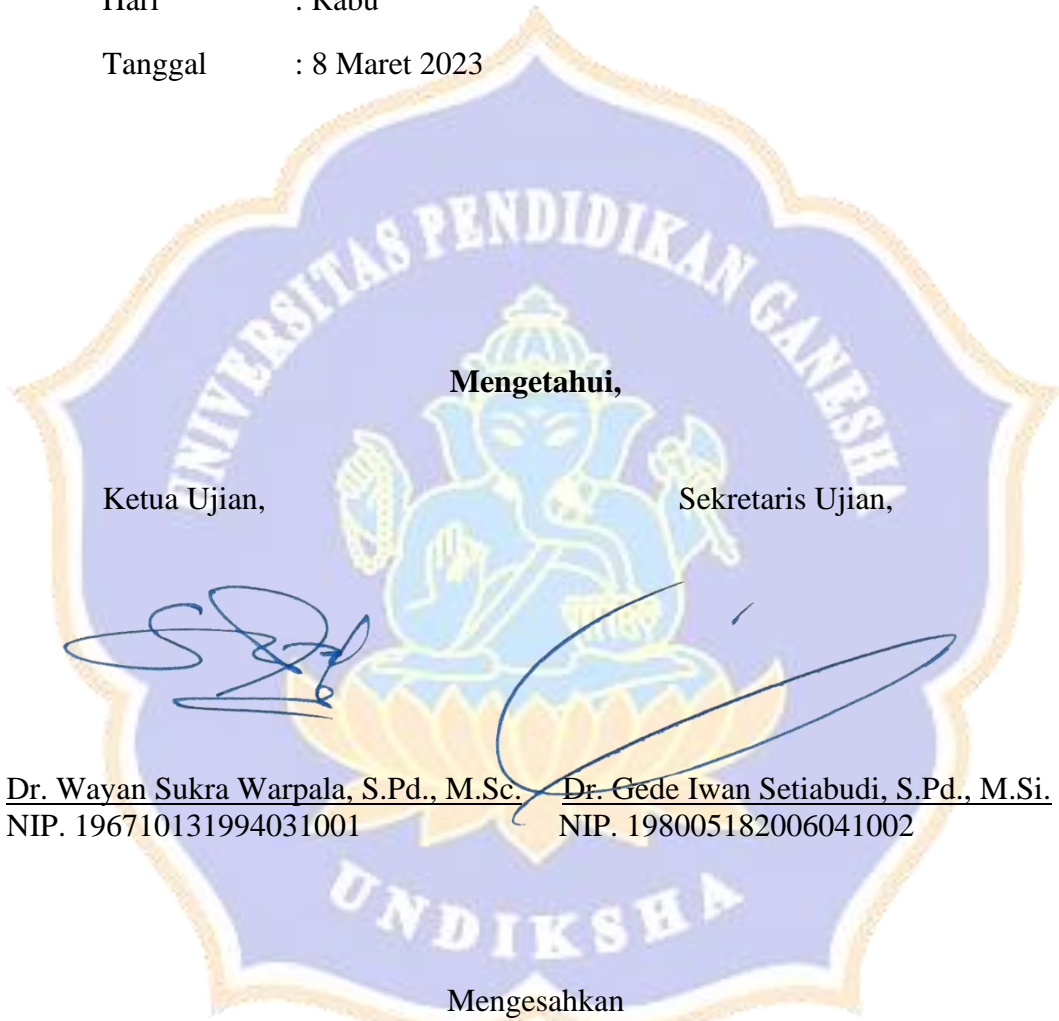 Hari : Rabu
Tanggal : 8 Maret 2023
UNIVERSITAS PENDIDIKAN GANESHA
Mengetahui,
Ketua Ujian, Sekretaris Ujian,
Dr. Wayan Sukra Warpala, S.Pd., M.Sc. Dr. Gede Iwan Setiabudi, S.Pd., M.Si.
NIP. 196710131994031001 NIP. 198005182006041002
UNDIKSHA
Mengesahkan